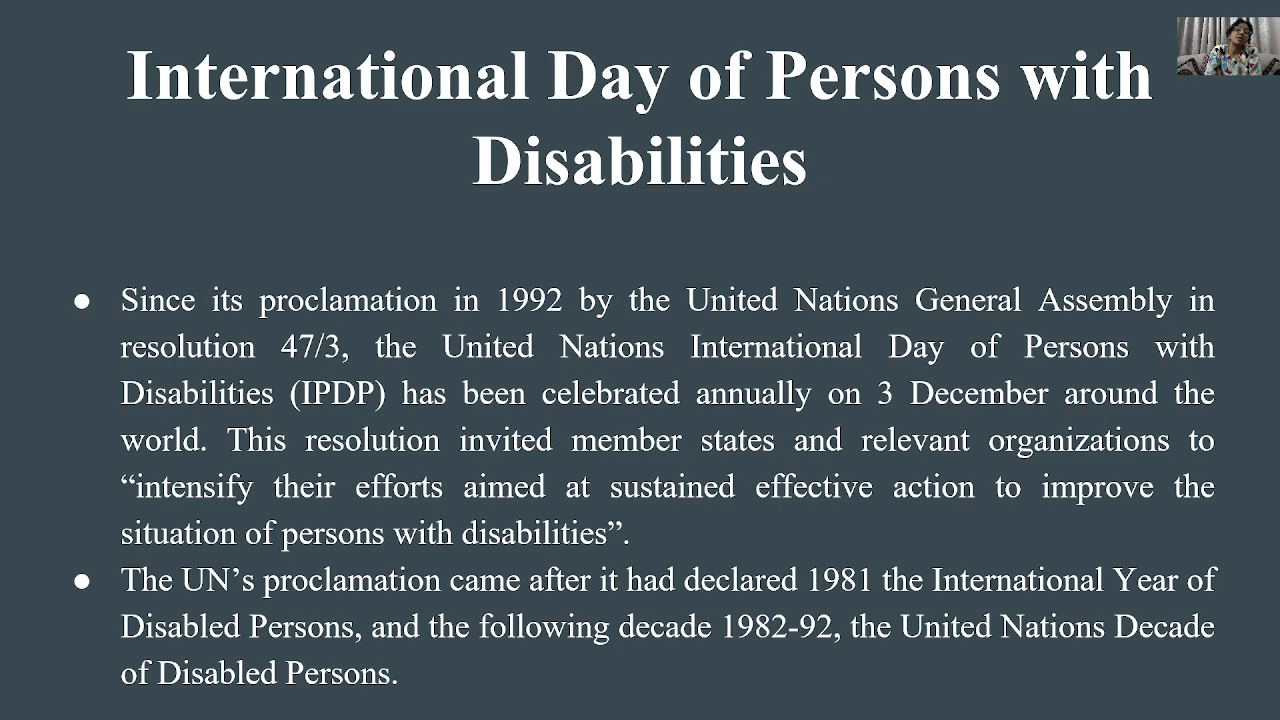 International Day of Persons with
Disabilities
● Since its proclamation in 1992 by the United Nations General Assembly in
resolution 47/3, the United Nations International Day of Persons with
Disabilities (IPDP) has been celebrated annually on 3 December around the
world. This resolution invited member states and relevant organizations to
“intensify their efforts aimed at sustained effective action to improve the
situation of persons with disabilities”.
● The UN’s proclamation came after it had declared 1981 the International Year of
Disabled Persons, and the following decade 1982-92, the United Nations Decade
of Disabled Persons.